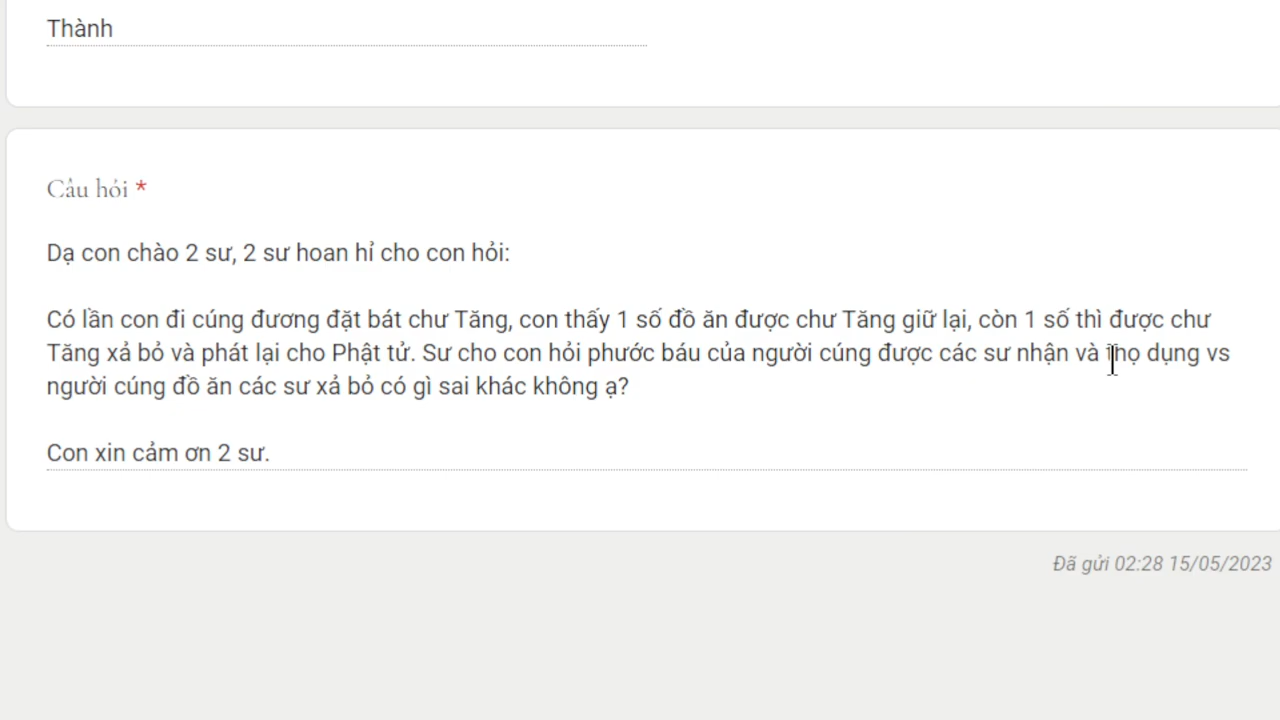 Thành
Câu hỏi *
Dạ con chào 2 sư, 2 sư hoan hỉ cho con hỏi:
Có lần con đi cúng đương đặt bát chư Tăng, con thấy 1 số đồ ăn được chư Tăng giữ lại, còn 1 số thì được chư
Tăng xả bỏ và phát lại cho Phật tử. Sư cho con hỏi phước báu của người cúng được các sư nhận và thọ dụng vs
người cúng đồ ăn các sư xả bỏ có gì sai khác không ạ?
Con xin cảm ơn 2 sư.
Đã gửi 02:28 15/05/2023